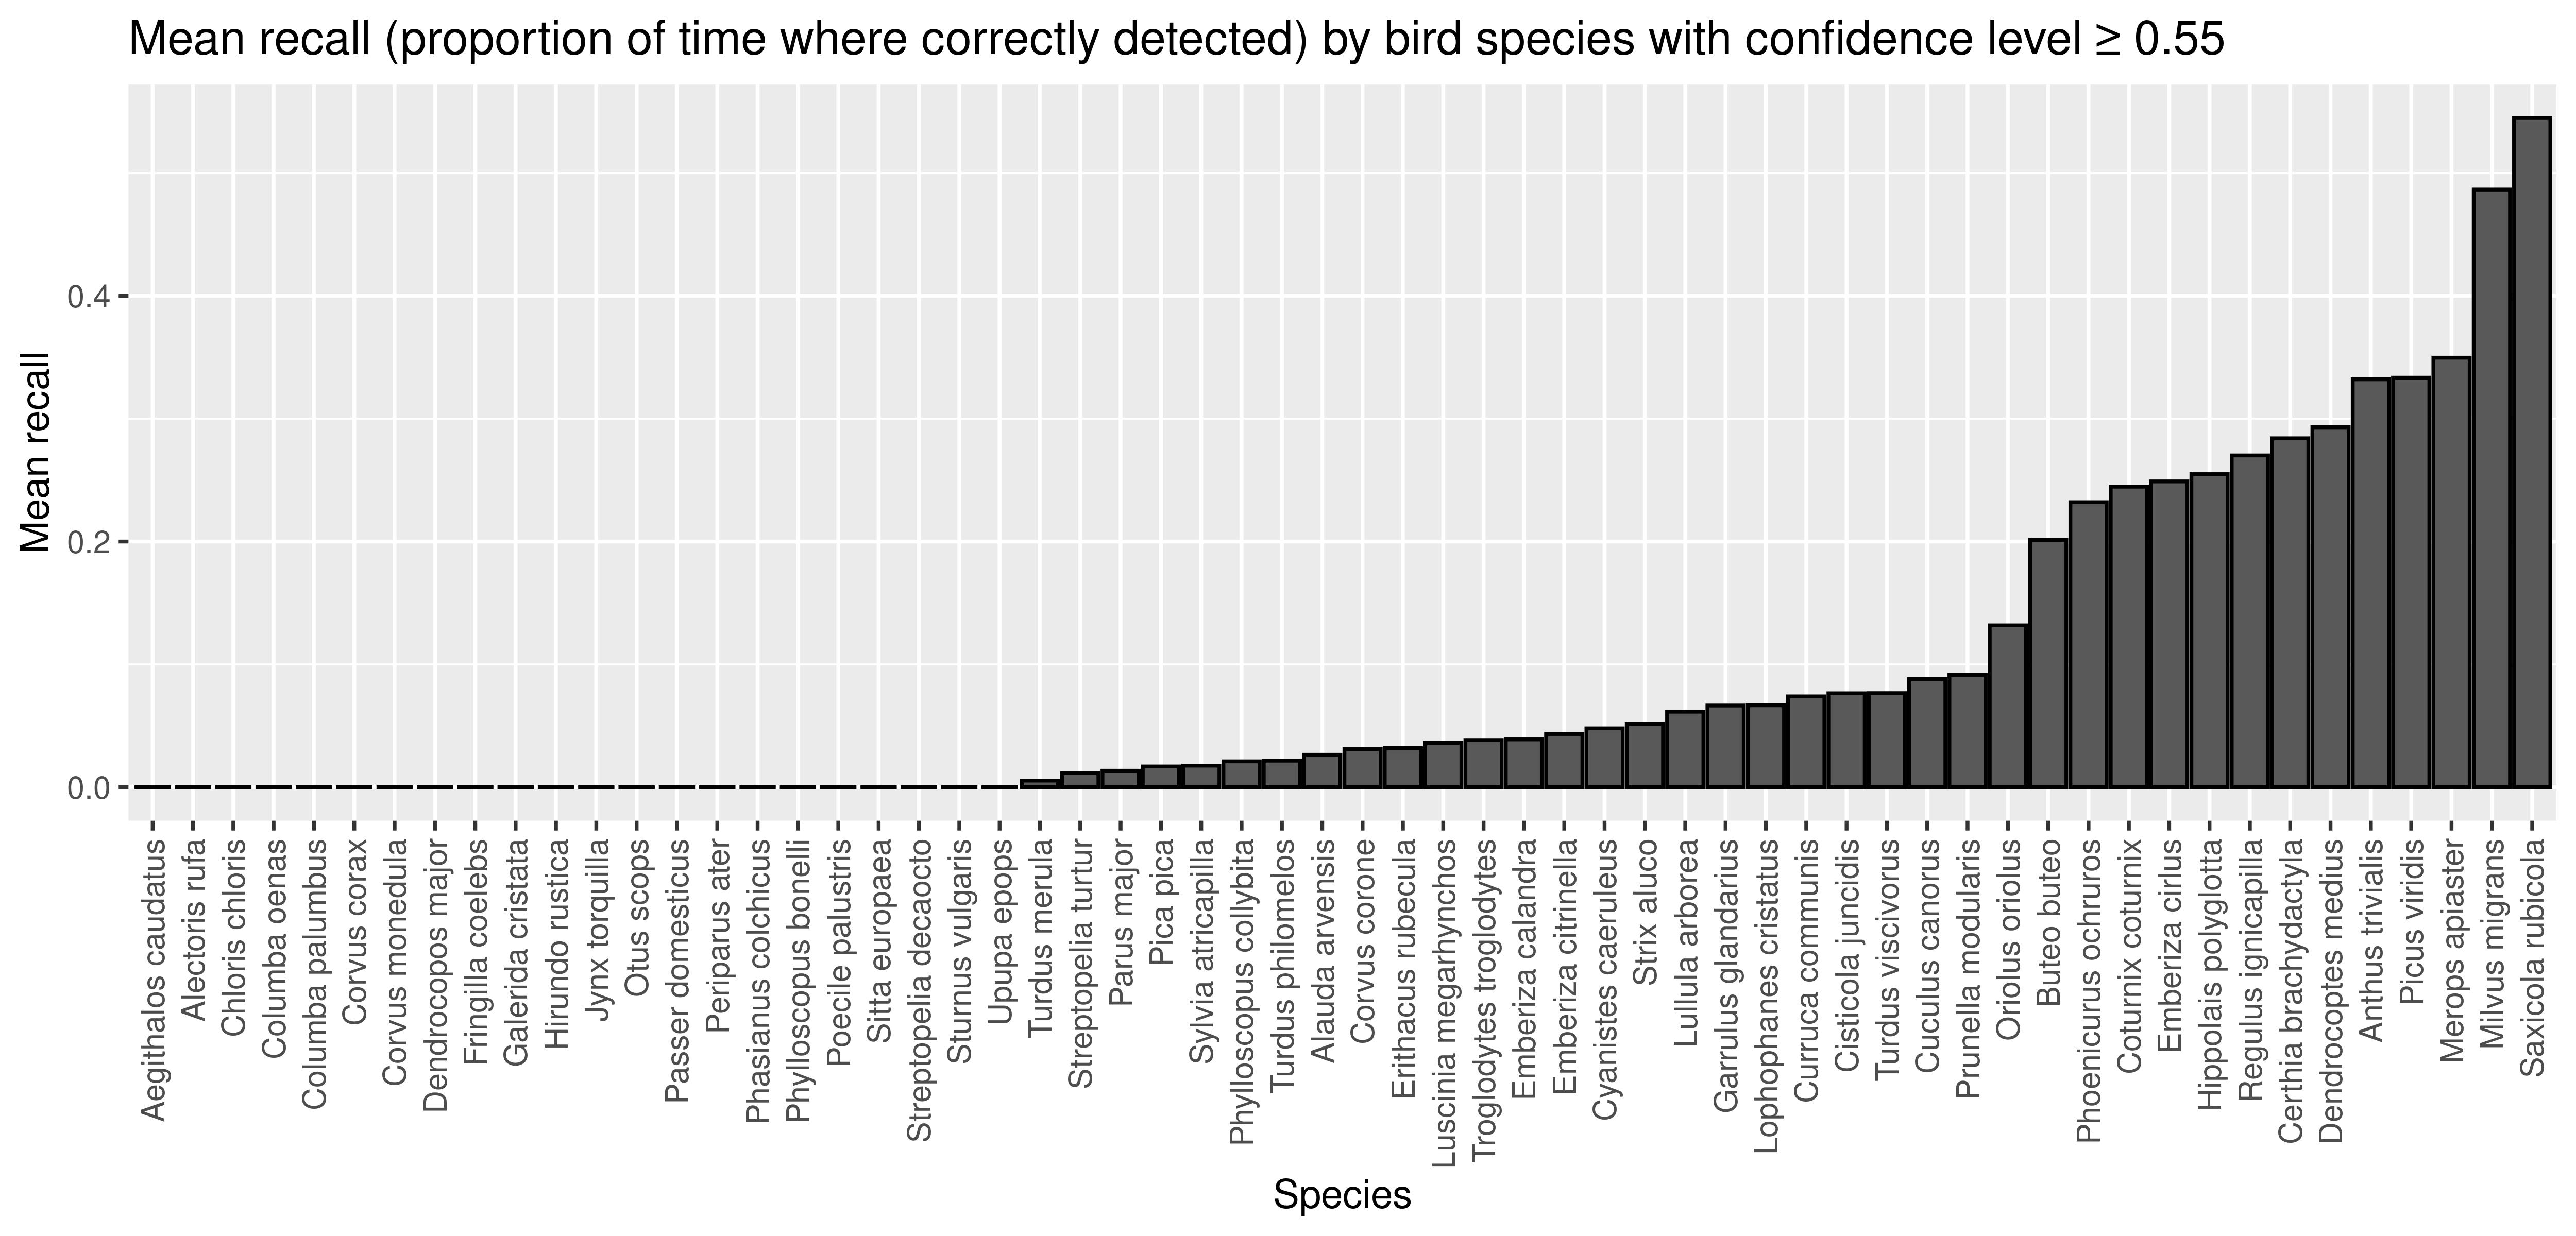 Mean recall (proportion of time where correctly detected) by bird species with confidence level ≥ 0.55
Mean recall
0.4
0.2
0.0
Aegithalos caudatus
Alectoris rufa
Chloris chloris
Columba oenas
Columba palumbus
Corvus corax
Corvus monedula
Dendrocopos major
Fringilla coelebs
Galerida cristata
Hirundo rustica
Jynx torquilla
Otus scops
Passer domesticus
Periparus ater
Phasianus colchicus
Phylloscopus bonelli
Poecile palustris
Sitta europaea
Streptopelia decaocto
Sturnus vulgaris
Upupa epops
Turdus merula
Streptopelia turtur
Parus major
Pica pica
Sylvia atricapilla
Phylloscopus collybita
Turdus philomelos
Alauda arvensis
Corvus corone
Erithacus rubecula
Luscinia megarhynchos
Troglodytes troglodytes
Emberiza calandra
Emberiza citrinella
Cyanistes caeruleus
Strix aluco
Lullula arborea
Garrulus glandarius
Lophophanes cristatus
Curruca communis
Cisticola juncidis
Turdus viscivorus
Cuculus canorus
Prunella modularis
Oriolus oriolus
Buteo buteo
Phoenicurus ochruros
Coturnix coturnix
Emberiza cirlus
Hippolais polyglotta
Regulus ignicapilla
Certhia brachydactyla
Dendrocoptes medius
Anthus trivialis
Picus viridis
Merops apiaster
Milvus migrans
Saxicola rubicola
Species